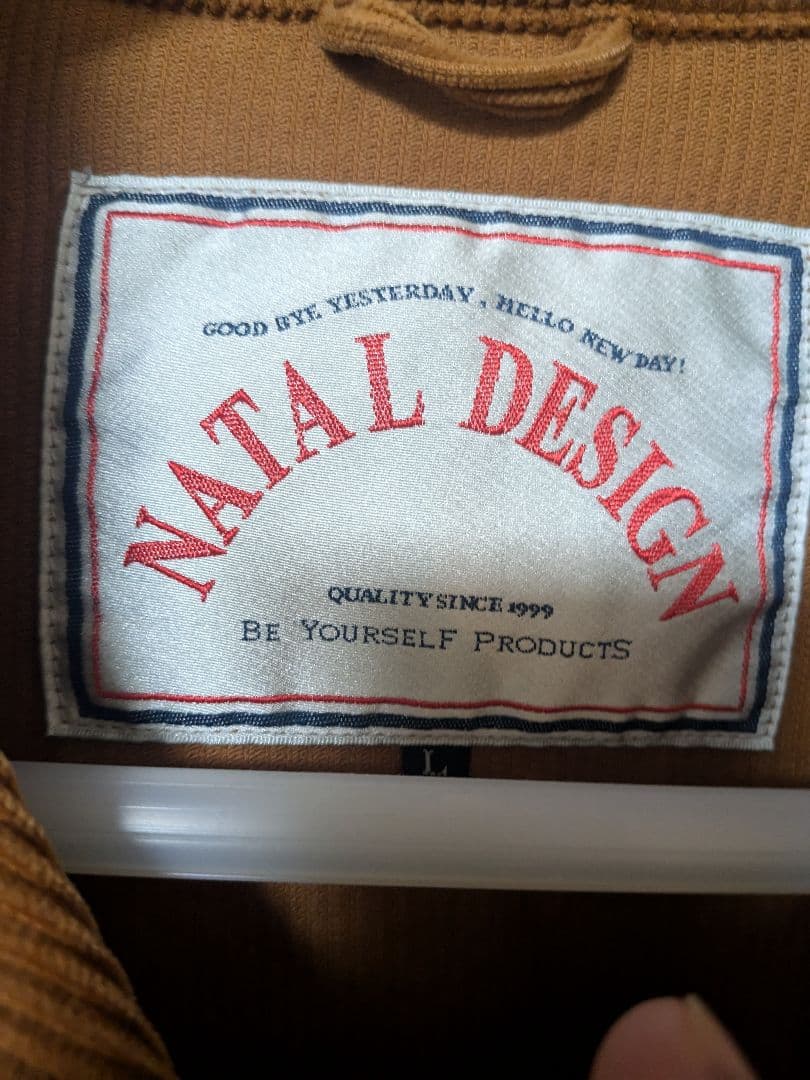 GOOD BYE YESTERDAY, HELLO NEW DAY!
NATAL DESIGN
QUALITY SINCE 1999
BE YOURSELF PRODUCTS
L